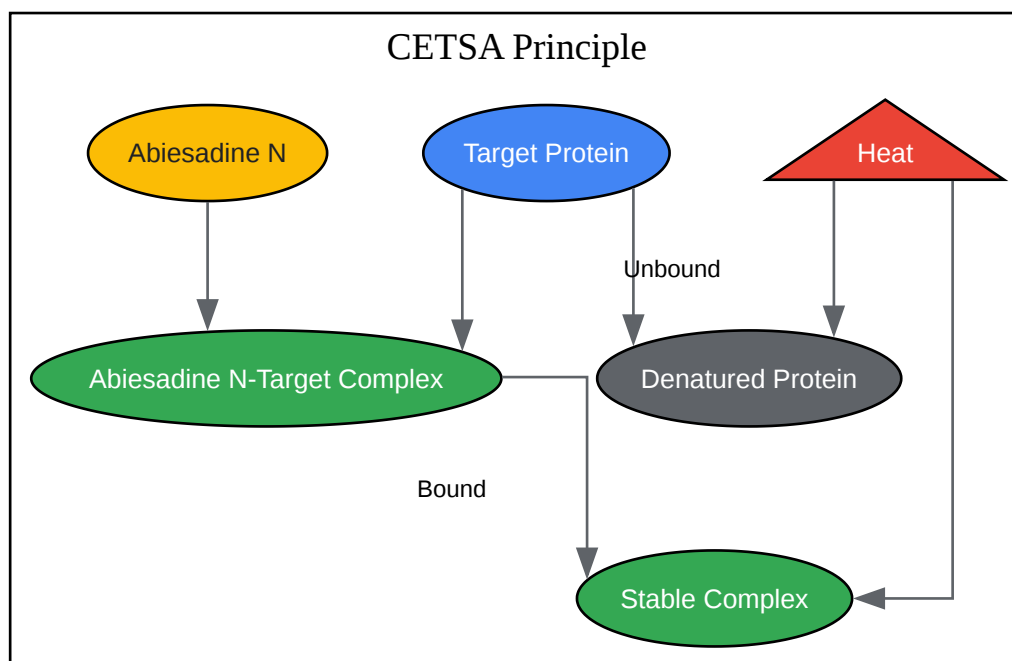 CETSA Principle
Abiesadine N
Target Protein
Heat
Unbound
Abiesadine N-Target Complex
Denatured Protein
Bound
Stable Complex